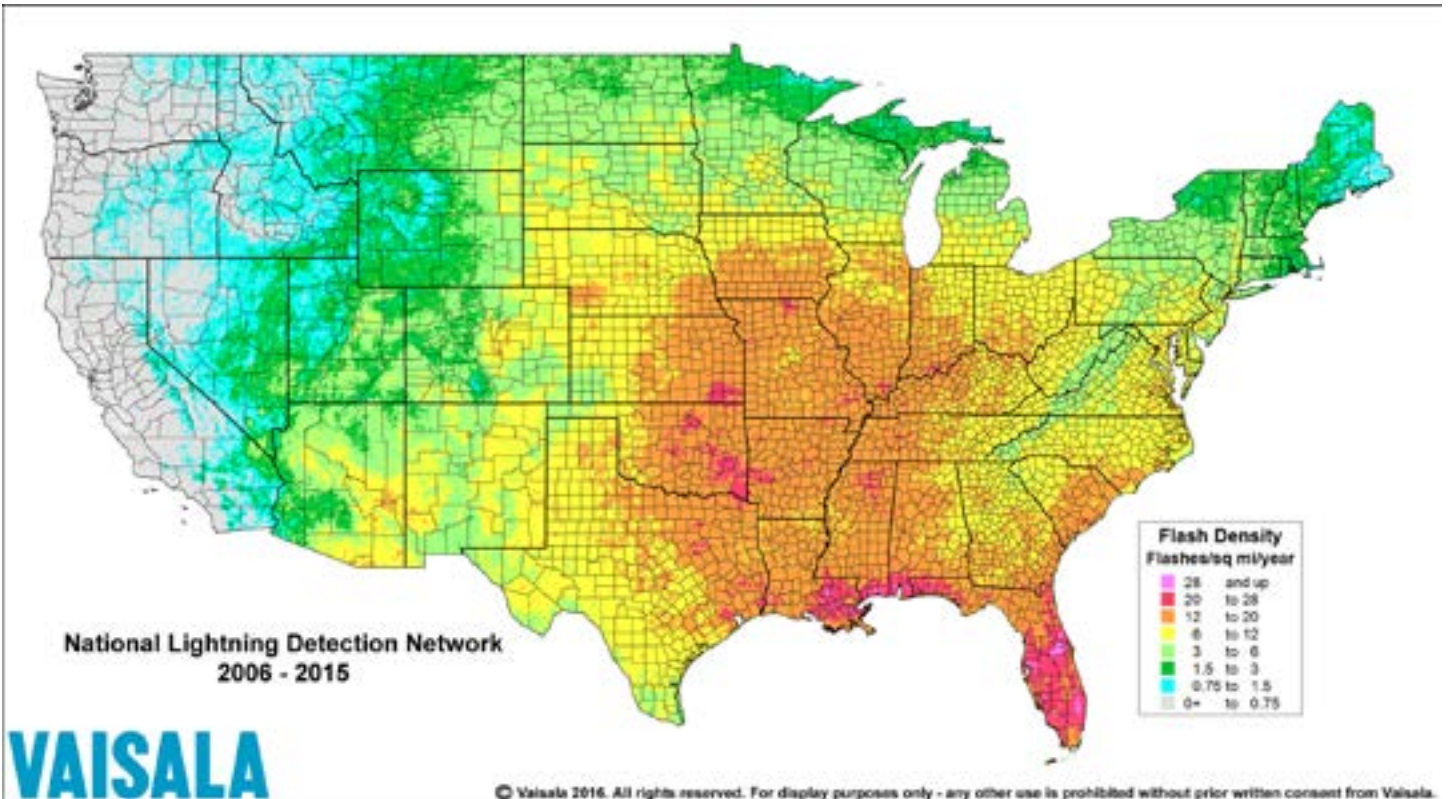 National Lightning Detection Network
2006 - 2015
Flash Density
Flashes/sq mi/year
28 and up
20 to 28
12 to 20
6 to 12
3 to 6
1.5 to 3
0.75 to 1.5
0+ to 0.75
VAISALA
© Vaisala 2016. All rights reserved. For display purposes only - any other use is prohibited without prior written consent from Vaisala.